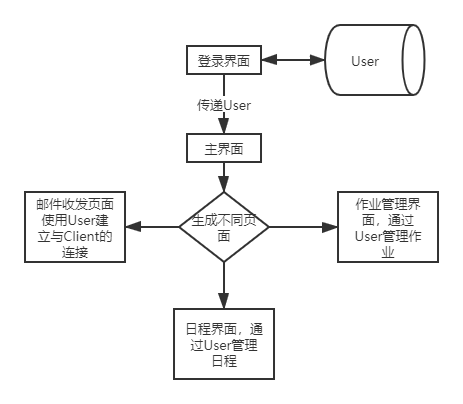 登录界面
User
传递User
主界面
邮件收发页面
使用User建
立与Client的
连接
生成不同页
面
作业管理界
面，通过
User管理作
业
日程界面，通
过User管理
日程